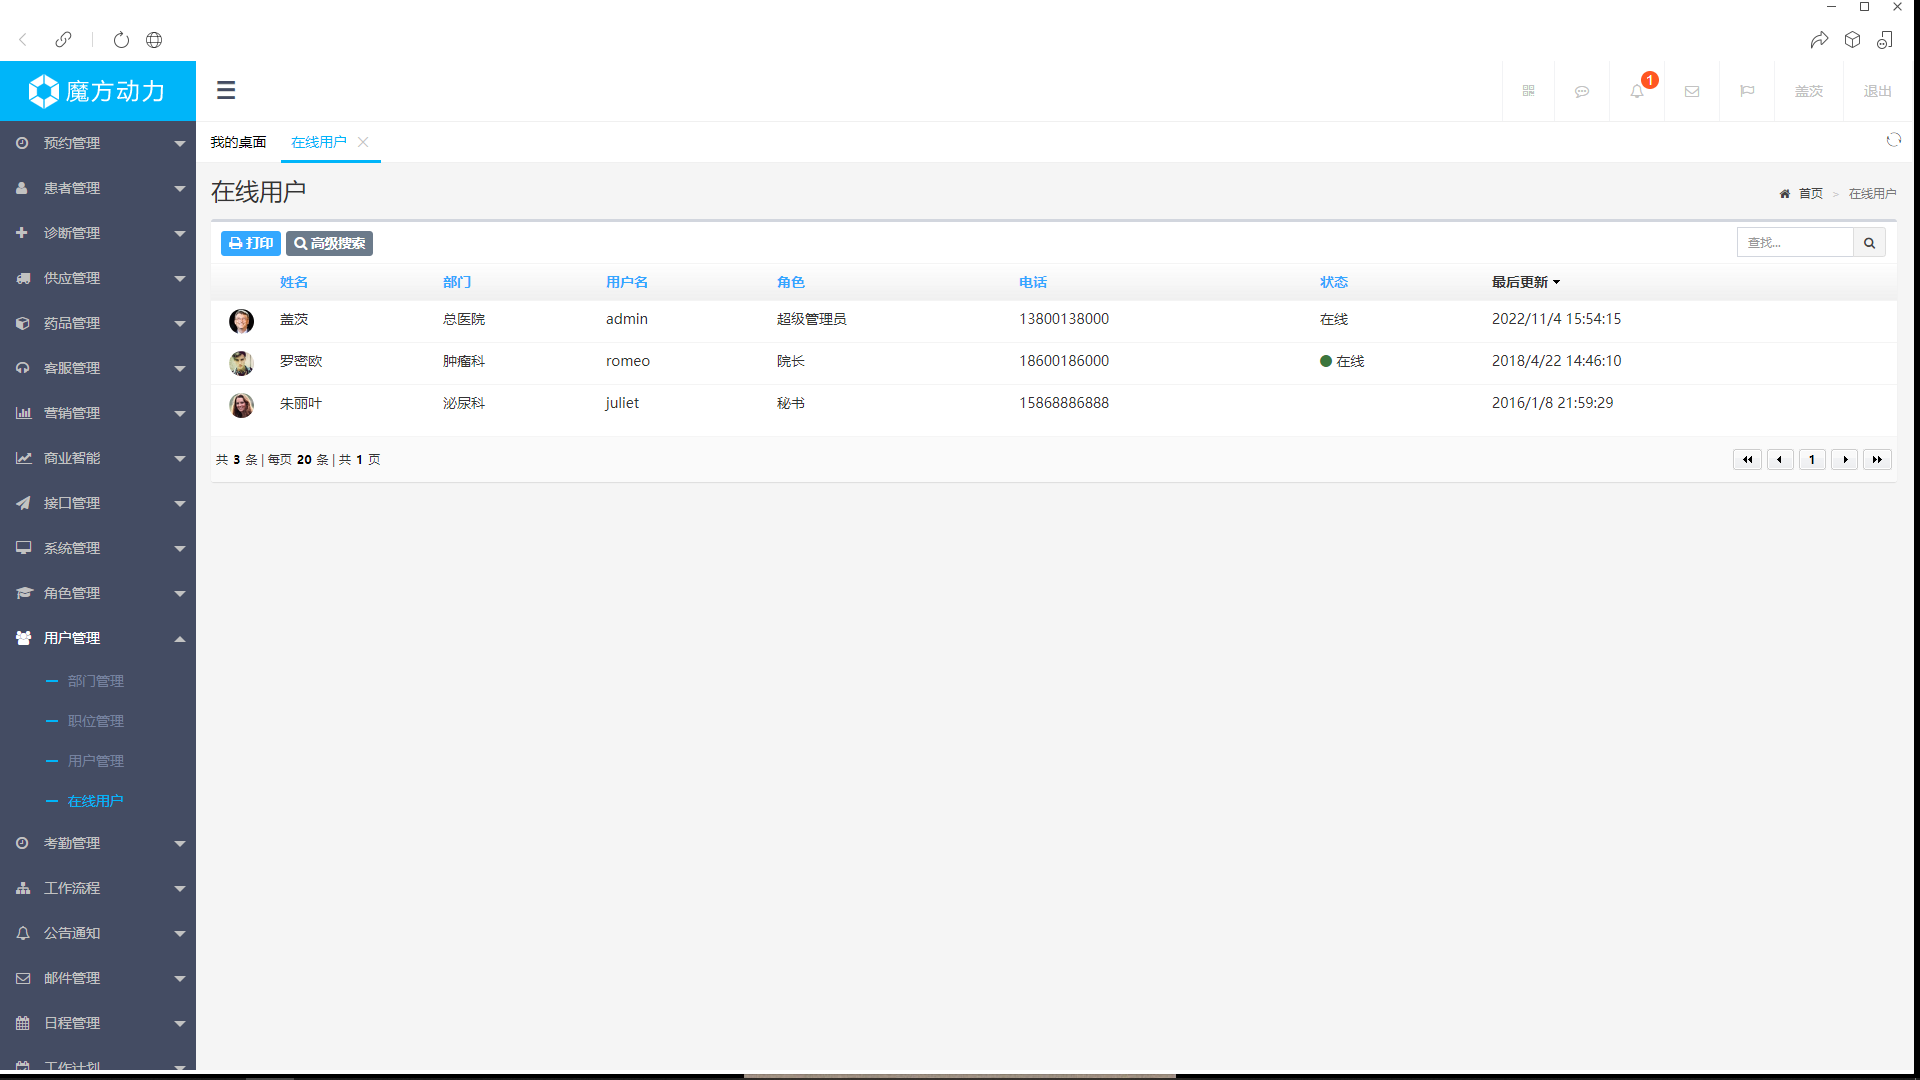 魔方动力
1
盖茨
退出
预约管理
患者管理
诊断管理
供应管理
药品管理
客服管理
营销管理
商业智能
接口管理
系统管理
角色管理
用户管理
部门管理
职位管理
用户管理
在线用户
考勤管理
工作流程
公告通知
邮件管理
日程管理
工作计划
我的桌面 在线用户
在线用户
首页 > 在线用户
打印 高级搜索 查找...
姓名 部门 用户名 角色 电话 状态 最后更新
盖茨 总医院 admin 超级管理员 13800138000 在线 2022/11/4 15:54:15
罗密欧 肿瘤科 romeo 院长 18600186000 在线 2018/4/22 14:46:10
朱丽叶 泌尿科 juliet 秘书 15868886888 2016/1/8 21:59:29
共 3 条 | 每页 20 条 | 共 1 页
1